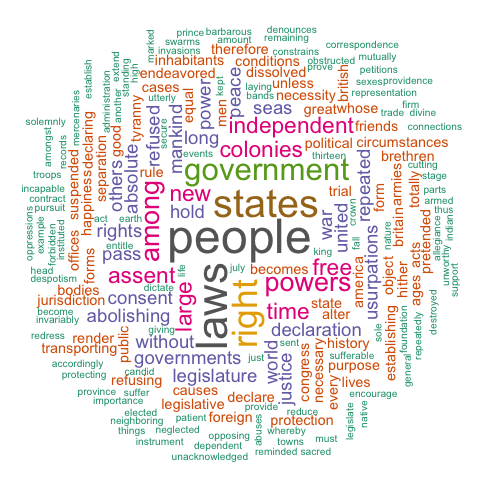 prince
barbarous
denounces
marked
swarms
amount
remaining
correspondence
invasions
constrains
obstructed
mutually
high
extend
inhabitants
therefore
conditions
prove
petitions
establish
standing
endeavored
dissolved
british
sexes
providence
administration
another
utterly
cases
kept
laying
unless
representation
mercenaries
tyranny
equal
power
peace
bands
necessity
firm
solemnly
declaring
good
secure
refused
mankind
men
seas
great
whose
trade
divine
amongst
separation
events
long
independent
friends
connections
records
happiness
others
absolute
thirteen
colonies
political
circumstances
troops
suspended
rule
among
government
brethren
cutting
incapable
new
trial
repeated
stage
contract
act
earth
hold
states
form
britain
armies
parts
pursuit
offices
rights
people
war
united
totally
armed
oppressions
example
forbidden
instituted
entitle
pass
king
crown
nature
pretended
thus
indians
allegiance
head
forms
assent
life
laws
july
becomes
free
fall
america
usurpations
object
hither
acts
ages
unworthy
support
despotism
bodies
consent
dictate
right
powers
become
jurisdiction
large
time
state
invariably
abolishing
giving
declaration
alter
establishing
destroyed
redress
render
public
without
world
sole
foundation
repeatedly
accordingly
transporting
governments
just
justice
sent
congress
necessary
history
sufferable
general
protecting
candid
refusing
legislature
every
purpose
province
suffer
causes
declare
lives
encourage
importance
legislative
provide
reduce
protection
native
elected
patient
foreign
abuses
whereby
legislate
neighboring
things
neglected
opposing
towns
must
instrument
dependent
reminded
sacred
unacknowledged